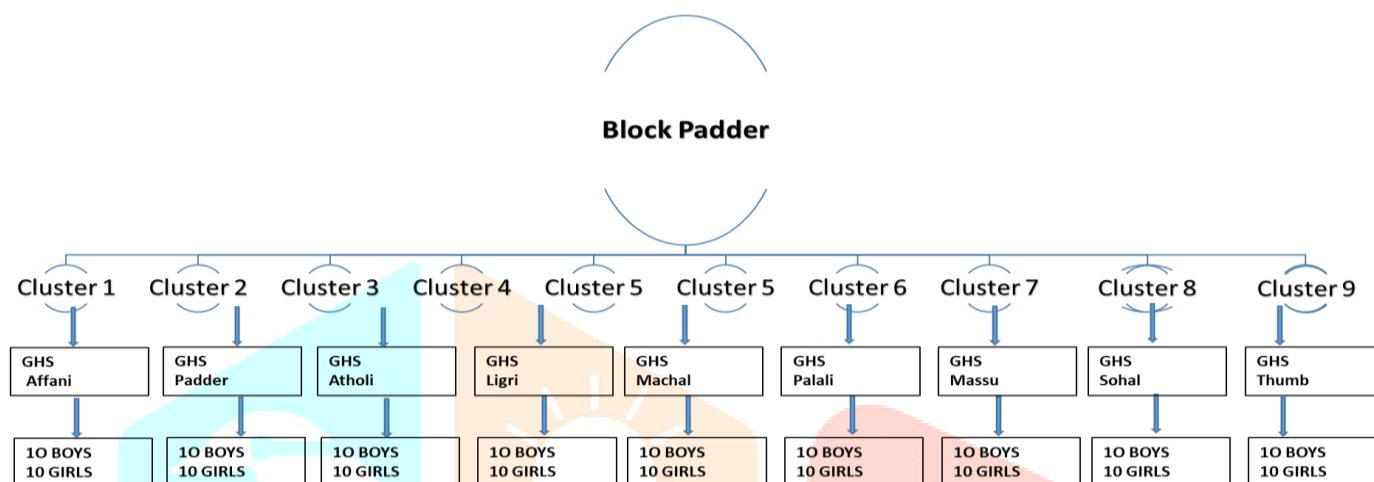 Block Padder
Cluster 1 Cluster 2 Cluster 3 Cluster 4 Cluster 5 Cluster 5 Cluster 6 Cluster 7 Cluster 8 Cluster 9
GHS GHS GHS GHS GHS GHS GHS GHS GHS
Affani Padder Atholi Ligri Machal Palali Massu Sohal Thumb
1O BOYS 1O BOYS 1O BOYS 1O BOYS 1O BOYS 1O BOYS 1O BOYS 1O BOYS 1O BOYS
10 GIRLS 10 GIRLS 10 GIRLS 10 GIRLS 10 GIRLS 10 GIRLS 10 GIRLS 10 GIRLS 10 GIRLS